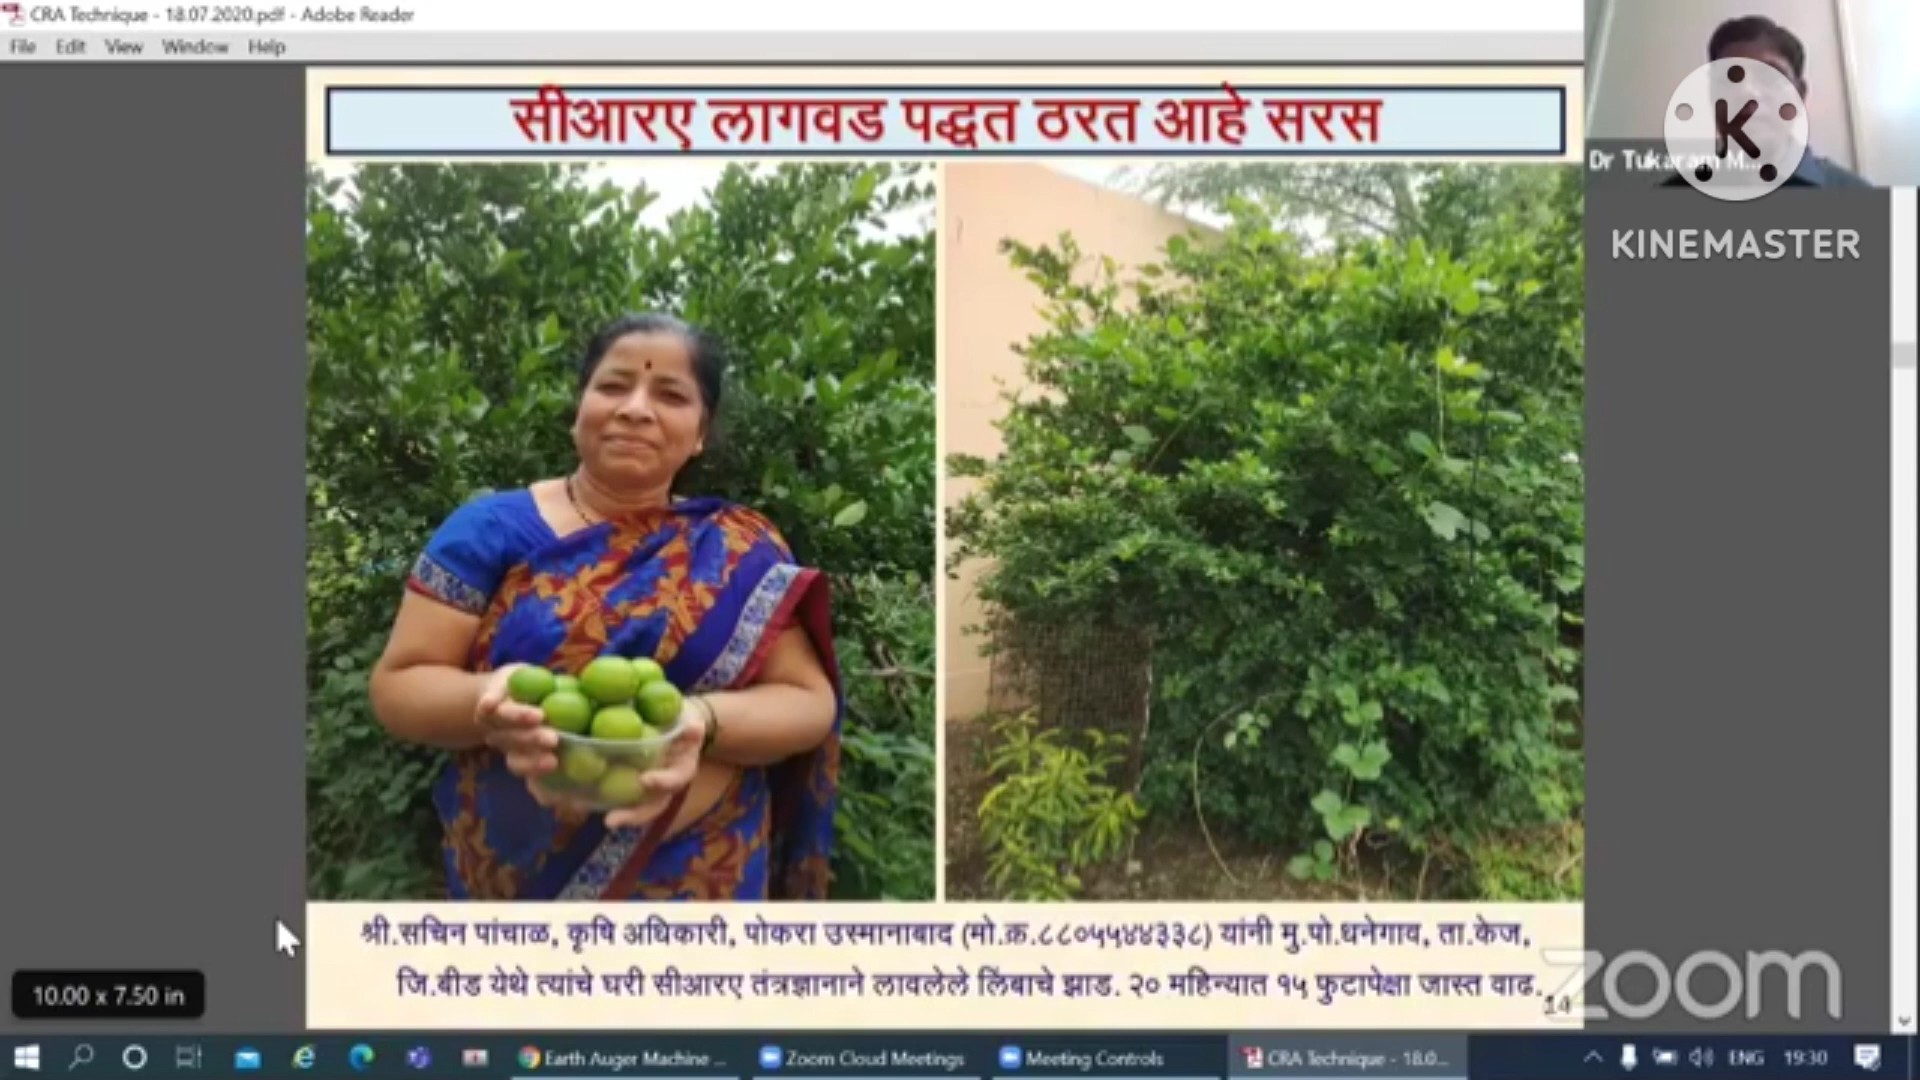 CRA Technique - 18.07.2020.pdf - Adobe Reader
File Edit View Window Help
सीआरए लागवड पद्धत ठरत आहे सरस
Dr Tukaram M...
K
KINEMASTER
श्री.सचिन पांचाळ, कृषि अधिकारी, पोकरा उस्मानाबाद (मो.क्र.८८०५५४४३३८) यांनी मु.पो.धनेगाव, ता.केज,
जि.बीड येथे त्यांचे घरी सीआरए तंत्रज्ञानाने लावलेले लिंबाचे झाड. २० महिन्यात १५ फुटापेक्षा जास्त वाढ.
14
zoom
10.00 x 7.50 in
Earth Auger Machine ... Zoom Cloud Meetings Meeting Controls CRA Technique - 18.0... ENG 19:30